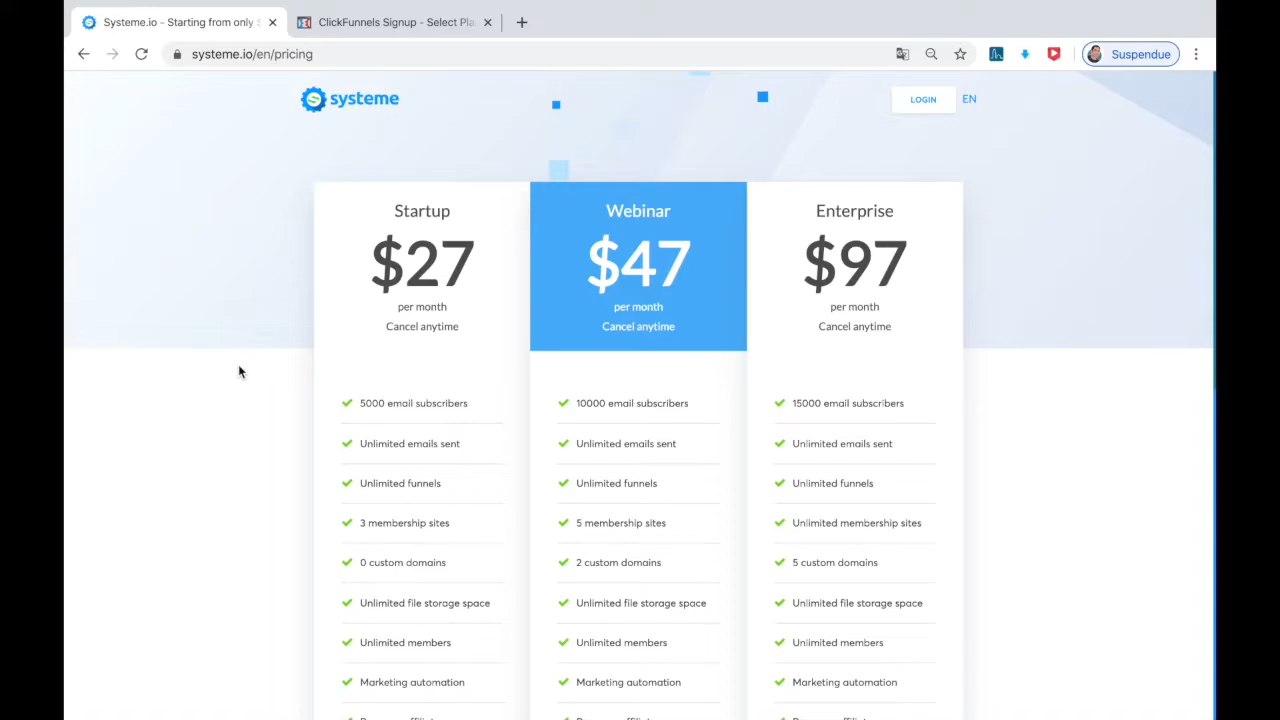 Systeme.io - Starting from only
ClickFunnels Signup - Select Pla
systeme.io/en/pricing
Suspendue
systeme
LOGIN
EN
Startup
$27
per month
Cancel anytime
5000 email subscribers
Unlimited emails sent
Unlimited funnels
3 membership sites
0 custom domains
Unlimited file storage space
Unlimited members
Marketing automation
Webinar
$47
per month
Cancel anytime
10000 email subscribers
Unlimited emails sent
Unlimited funnels
5 membership sites
2 custom domains
Unlimited file storage space
Unlimited members
Marketing automation
Enterprise
$97
per month
Cancel anytime
15000 email subscribers
Unlimited emails sent
Unlimited funnels
Unlimited membership sites
5 custom domains
Unlimited file storage space
Unlimited members
Marketing automation